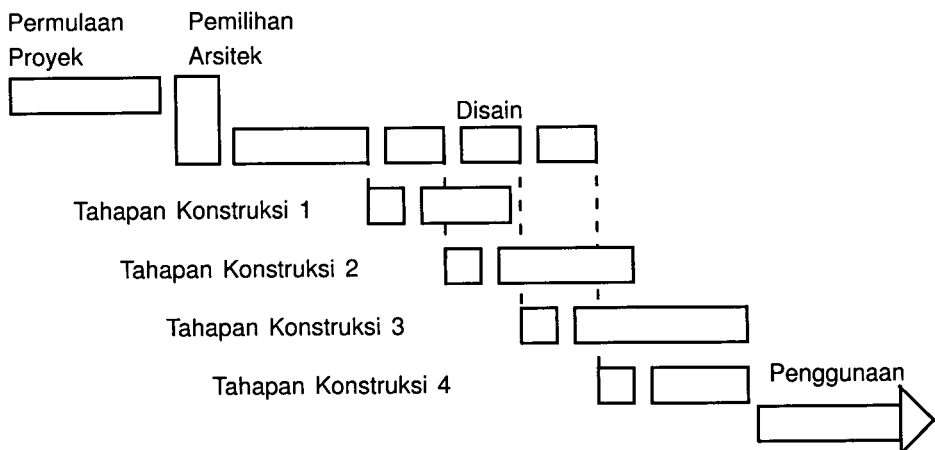 Permulaan
Proyek
Pemilihan
Arsitek
Disain
Tahapan Konstruksi 1
Tahapan Konstruksi 2
Tahapan Konstruksi 3
Tahapan Konstruksi 4
Penggunaan